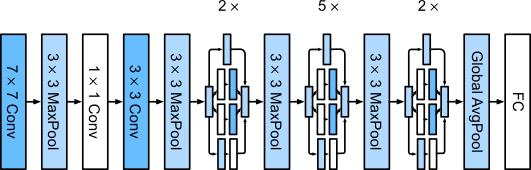 2 ×
5 ×
2 ×
7 × 7 Conv
3 × 3 MaxPool
1 × 1 Conv
3 × 3 Conv
3 × 3 MaxPool
3 × 3 MaxPool
3 × 3 MaxPool
Global AvgPool
FC